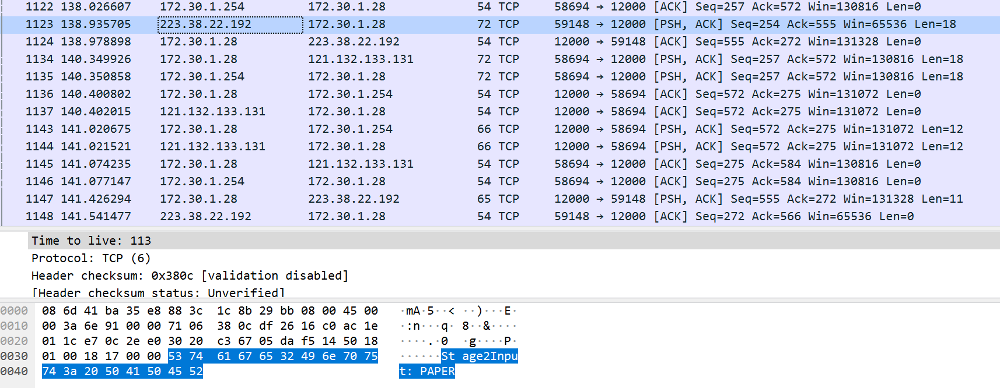 1122 138.026607 172.30.1.254 172.30.1.28 54 TCP 58694 → 12000 [ACK] Seq=257 Ack=572 Win=130816 Len=0
1123 138.935705 223.38.22.192 172.30.1.28 72 TCP 59148 → 12000 [PSH, ACK] Seq=254 Ack=555 Win=65536 Len=18
1124 138.978898 172.30.1.28 223.38.22.192 54 TCP 12000 → 59148 [ACK] Seq=555 Ack=272 Win=131328 Len=0
1134 140.349926 172.30.1.28 121.132.133.131 72 TCP 58694 → 12000 [PSH, ACK] Seq=257 Ack=572 Win=130816 Len=18
1135 140.350858 172.30.1.254 172.30.1.28 72 TCP 58694 → 12000 [PSH, ACK] Seq=257 Ack=572 Win=130816 Len=18
1136 140.400802 172.30.1.28 172.30.1.254 54 TCP 12000 → 58694 [ACK] Seq=572 Ack=275 Win=131072 Len=0
1137 140.402015 121.132.133.131 172.30.1.28 54 TCP 12000 → 58694 [ACK] Seq=572 Ack=275 Win=131072 Len=0
1143 141.020675 172.30.1.28 172.30.1.254 66 TCP 12000 → 58694 [PSH, ACK] Seq=572 Ack=275 Win=131072 Len=12
1144 141.021521 121.132.133.131 172.30.1.28 66 TCP 12000 → 58694 [PSH, ACK] Seq=572 Ack=275 Win=131072 Len=12
1145 141.074235 172.30.1.28 121.132.133.131 54 TCP 58694 → 12000 [ACK] Seq=275 Ack=584 Win=130816 Len=0
1146 141.077147 172.30.1.254 172.30.1.28 54 TCP 58694 → 12000 [ACK] Seq=275 Ack=584 Win=130816 Len=0
1147 141.426294 172.30.1.28 223.38.22.192 65 TCP 12000 → 59148 [PSH, ACK] Seq=555 Ack=272 Win=131328 Len=11
1148 141.541477 223.38.22.192 172.30.1.28 54 TCP 59148 → 12000 [ACK] Seq=272 Ack=566 Win=65536 Len=0
Time to live: 113
Protocol: TCP (6)
Header checksum: 0x380c [validation disabled]
[Header checksum status: Unverified]
0000 08 6d 41 ba 35 e8 88 3c 1c 8b 29 bb 08 00 45 00 ·mA·5··< ··)···E·
0010 00 3a 6e 91 00 00 71 06 38 0c df 26 16 c0 ac 1e ·:n···q· 8··&····
0020 01 1c e7 0c 2e e0 30 20 c3 67 05 da f5 14 50 18 ····.·0  ·g····P·
0030 01 00 18 17 00 00 53 74 61 67 65 32 49 6e 70 75 ······St age2Inpu
0040 74 3a 20 50 41 50 45 52 t: PAPER